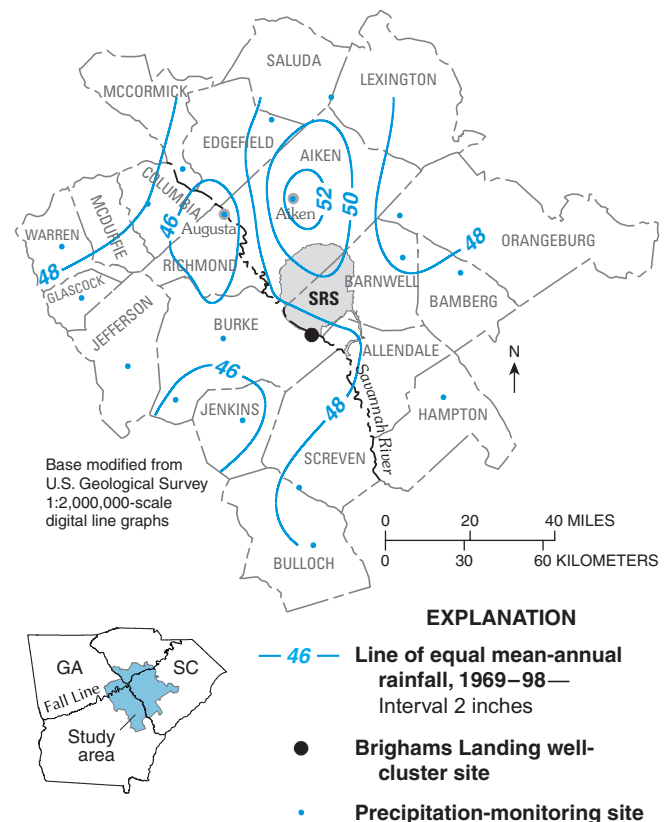 SALUDA
LEXINGTON
MCCORMICK
EDGEFIELD
AIKEN
COLUMBIA
52
50
Aiken
46
Augusta
MCDUFFIE
WARREN
48
ORANGEBURG
48
RICHMOND
GLASCOCK
BARNWELL
SRS
BAMBERG
JEFFERSON
BURKE
ALLENDALE
N
46
Savannah River
JENKINS
48
HAMPTON
SCREVEN
Base modified from
U.S. Geological Survey
1:2,000,000-scale
digital line graphs
0 20 40 MILES
0 30 60 KILOMETERS
BULLOCH
EXPLANATION
GA
SC
Fall Line
Study
area
46
Line of equal mean-annual
rainfall, 1969–98—
Interval 2 inches
Brighams Landing well-
cluster site
Precipitation-monitoring site